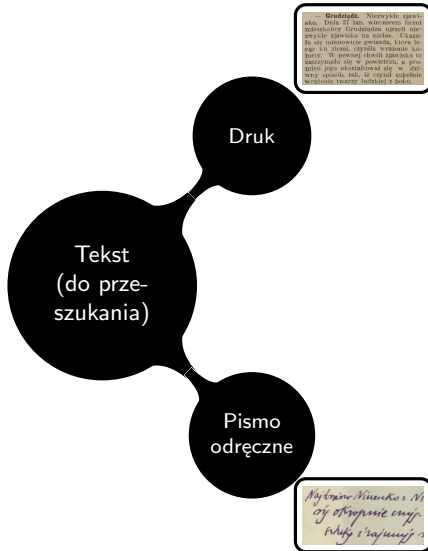 — Grudziądz. Niezwykłe zjawi-
sko. Dnia 27 bm. wieczorem liczni
mieszkańcy Grudziądza ujrzeli nie-
zwykłe zjawisko na niebie. Ukaza-
ła się mianowicie gwiazda, która le-
cąc ku ziemi, czyniła wrażenie ko-
mety. W pewnej chwili zjawisko to
zatrzymało się w powietrzu, a pro-
mień jego ukształtował się w dzi-
wny sposób, tak, iż czynił zupełnie
wrażenie twarzy ludzkiej z boku.
Druk
Tekst
(do prze-
szukania)
Pismo
odręczne
okropnie
i zajmuję